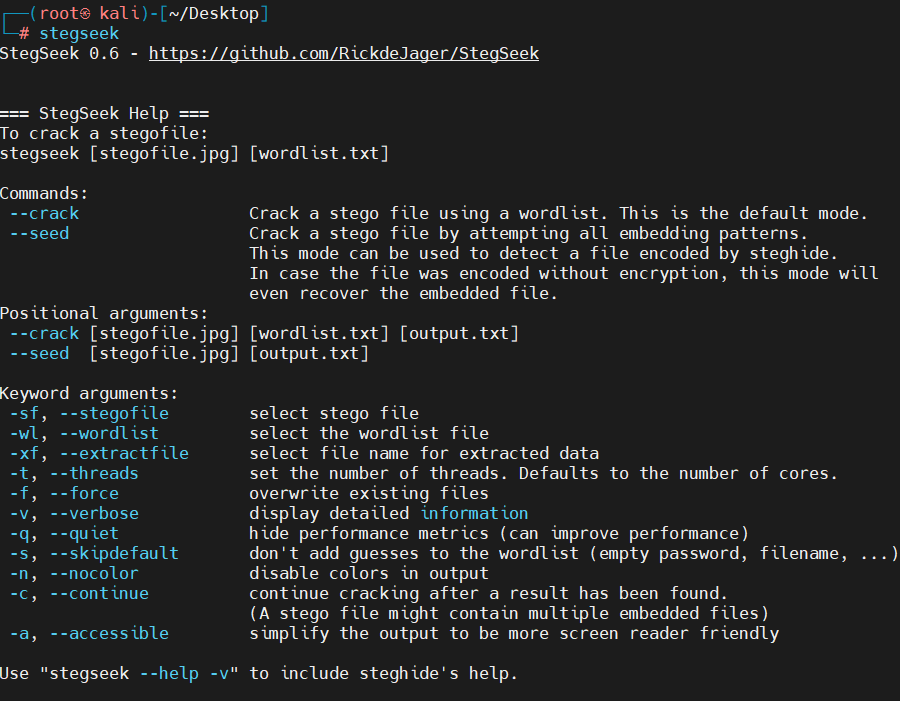 ┌──(root㉿ kali)-[~/Desktop]
└─# stegseek
StegSeek 0.6 - https://github.com/RickdeJager/StegSeek
=== StegSeek Help ===
To crack a stegofile:
stegseek [stegofile.jpg] [wordlist.txt]
Commands:
 --crack                 Crack a stego file using a wordlist. This is the default mode.
 --seed                  Crack a stego file by attempting all embedding patterns.
                         This mode can be used to detect a file encoded by steghide.
                         In case the file was encoded without encryption, this mode will
                         even recover the embedded file.
Positional arguments:
 --crack [stegofile.jpg] [wordlist.txt] [output.txt]
 --seed  [stegofile.jpg] [output.txt]
Keyword arguments:
 -sf, --stegofile        select stego file
 -wl, --wordlist         select the wordlist file
 -xf, --extractfile      select file name for extracted data
 -t, --threads           set the number of threads. Defaults to the number of cores.
 -f, --force             overwrite existing files
 -v, --verbose           display detailed information
 -q, --quiet             hide performance metrics (can improve performance)
 -s, --skipdefault       don't add guesses to the wordlist (empty password, filename, ...)
 -n, --nocolor           disable colors in output
 -c, --continue          continue cracking after a result has been found.
                         (A stego file might contain multiple embedded files)
 -a, --accessible        simplify the output to be more screen reader friendly
Use "stegseek --help -v" to include steghide's help.